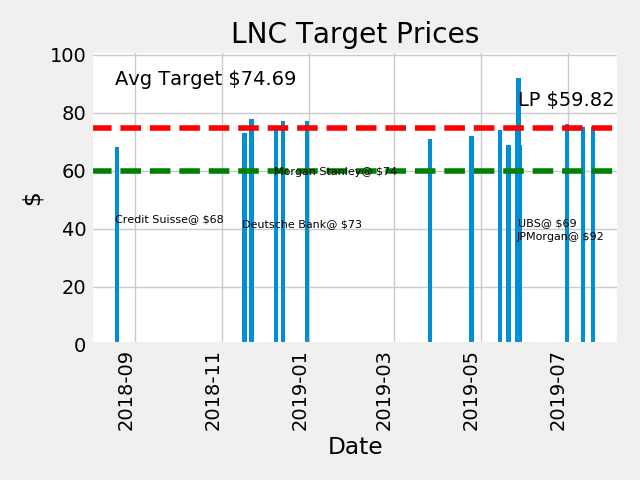 LNC Target Prices
100
80
60
40
20
0
$
Avg Target $74.69
LP $59.82
Morgan Stanley@ $74
Credit Suisse@ $68
Deutsche Bank@ $73
UBS@ $69
JPMorgan@ $92
2018-09
2018-11
2019-01
2019-03
2019-05
2019-07
Date